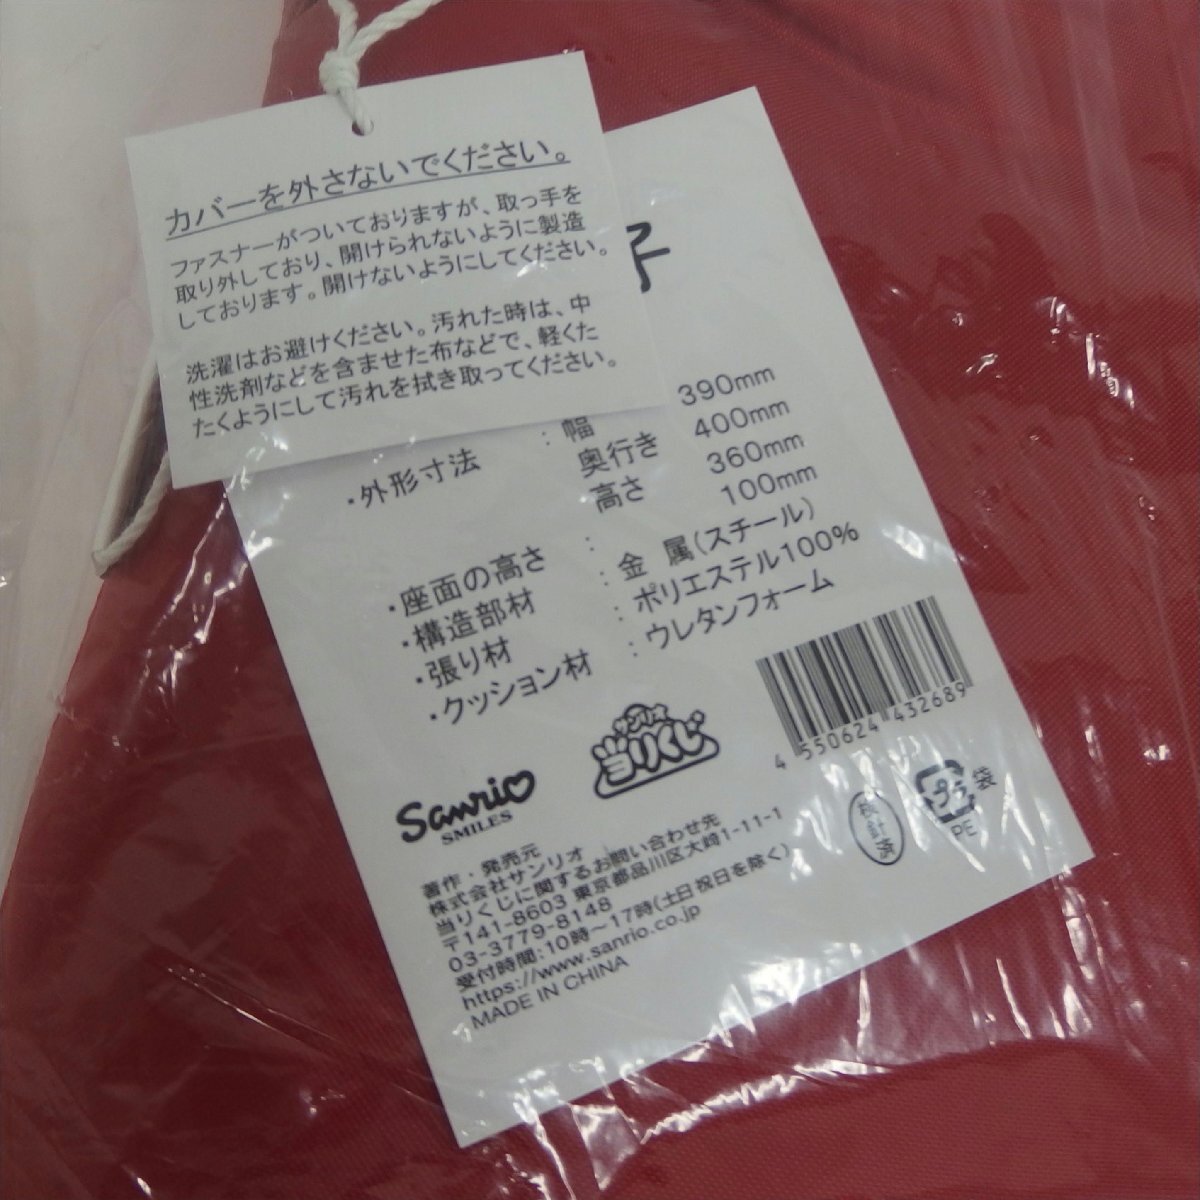 カバーを外さないでください。
ファスナーがついておりますが、取っ手を
取り外しており、開けられないように製造
しております。開けないようにしてください。
洗濯はお避けください。汚れた時は、中
性洗剤などを含ませた布などで、軽くた
たくようにして汚れを拭き取ってください。
子
・外形寸法 : 幅 390mm
奥行き 400mm
高さ 360mm
・座面の高さ : 100mm
・構造部材 : 金属(スチール)
・張り材 : ポリエステル100%
・クッション材 : ウレタンフォーム
Sanrio
SMILES
サンリオ
当りくじ
4 550624 432689
プラ
袋
PE
著作・発売元
株式会社サンリオ
当りくじに関するお問い合わせ先
〒141-8603 東京都品川区大崎1-11-1
03-3779-8148
受付時間:10時~17時(土日祝日を除く)
https://www.sanrio.co.jp
MADE IN CHINA